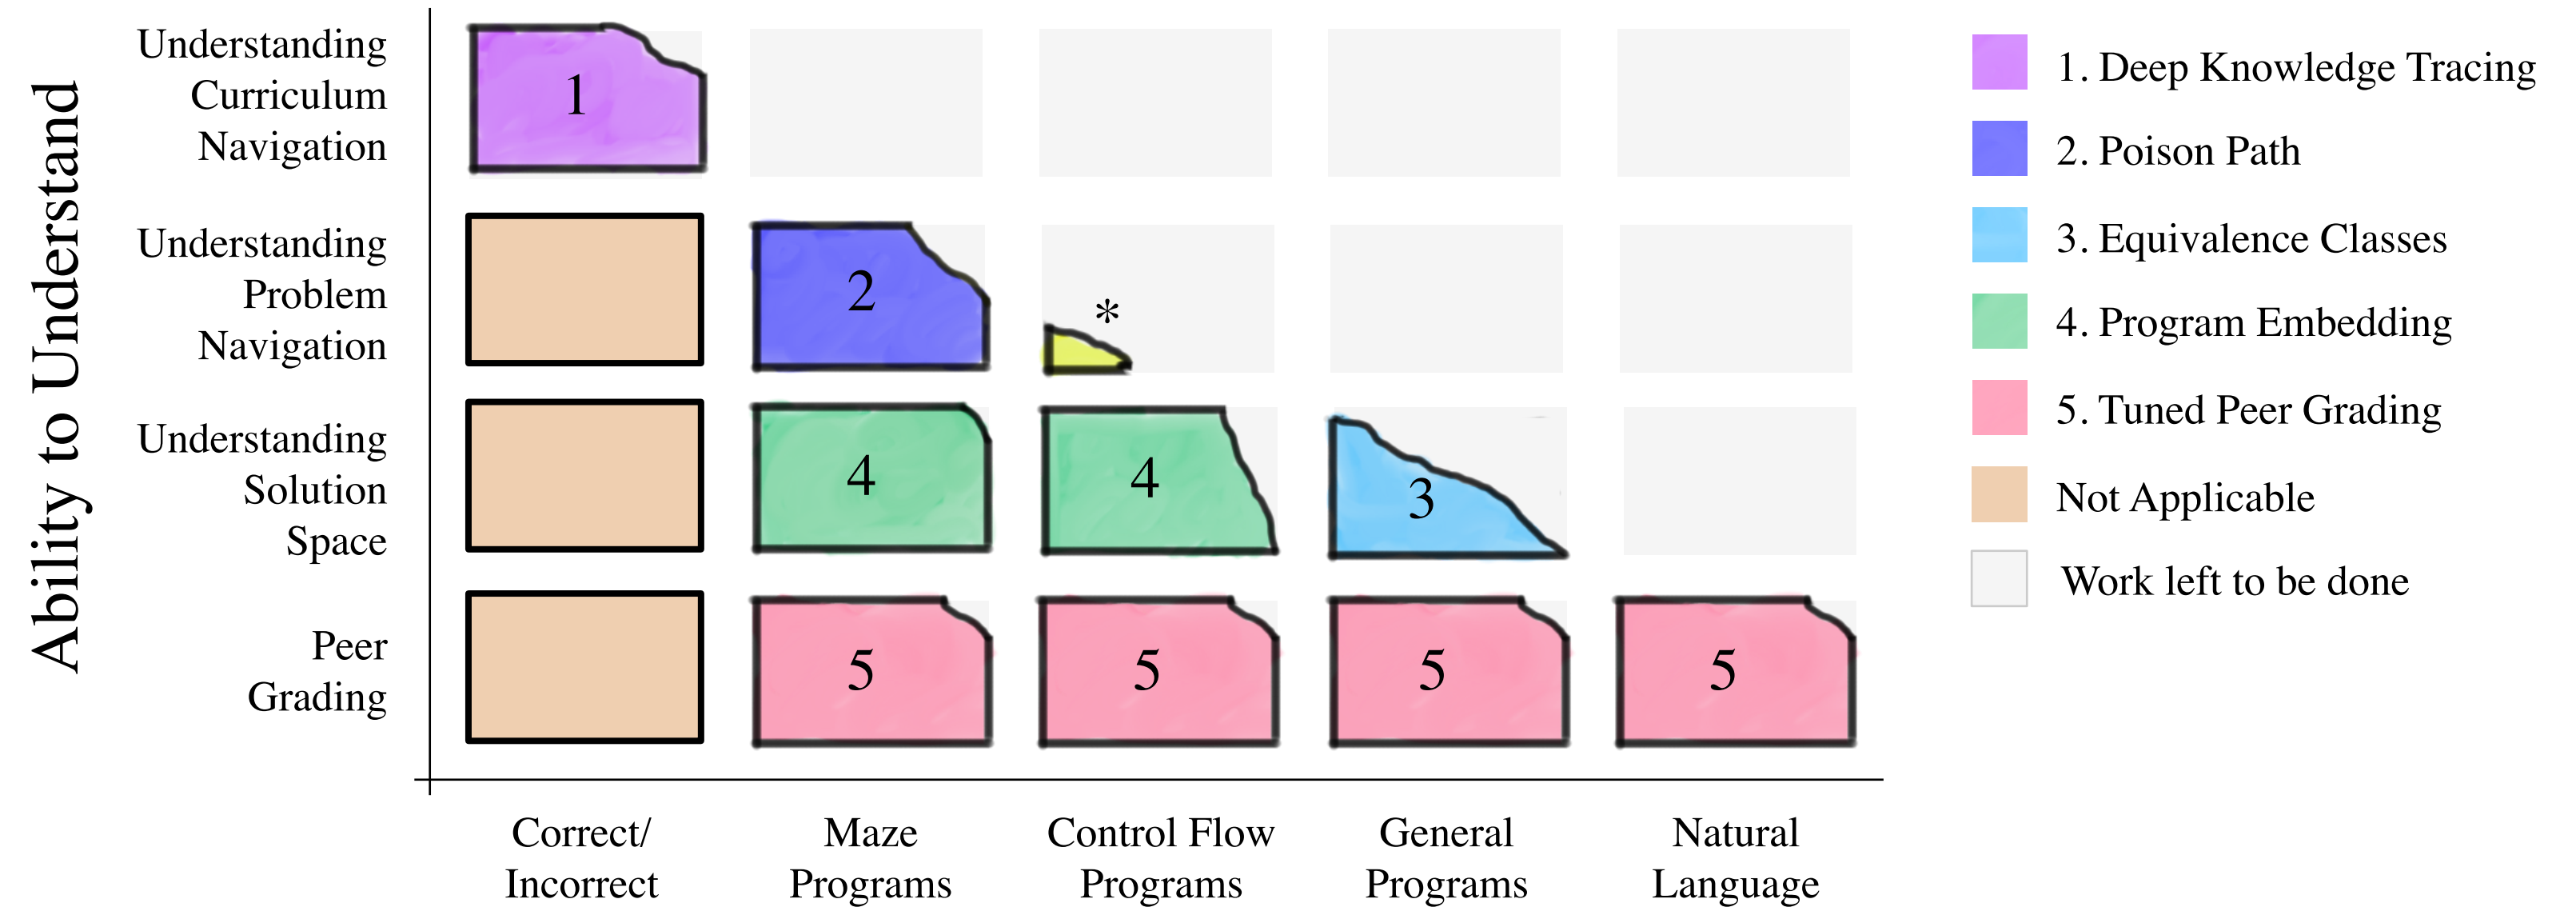 Ability to Understand
Understanding
Curriculum
Navigation
1
Understanding
Problem
Navigation
2
*
Understanding
Solution
Space
4
4
3
Peer
Grading
5
5
5
5
Correct/
Incorrect
Maze
Programs
Control Flow
Programs
General
Programs
Natural
Language
1. Deep Knowledge Tracing
2. Poison Path
3. Equivalence Classes
4. Program Embedding
5. Tuned Peer Grading
Not Applicable
Work left to be done